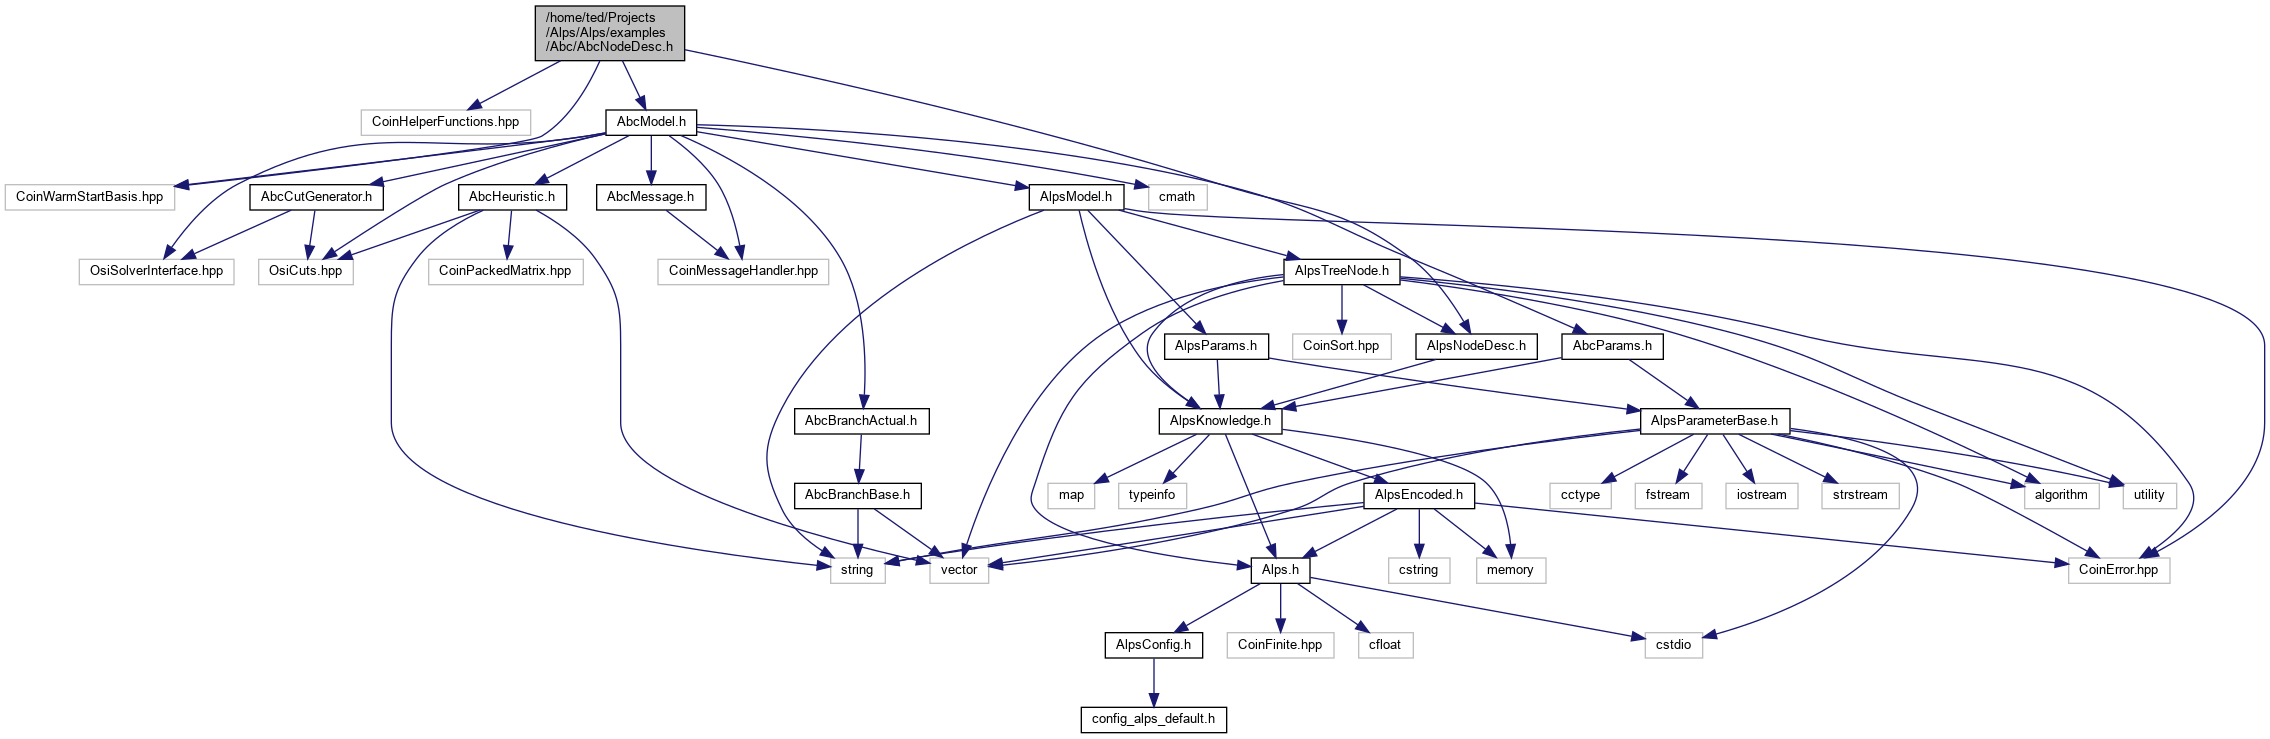 /home/ted/Projects
/Alps/Alps/examples
/Abc/AbcNodeDesc.h
CoinHelperFunctions.hpp
AbcModel.h
CoinWarmStartBasis.hpp
AbcCutGenerator.h
AbcHeuristic.h
AbcMessage.h
AlpsModel.h
cmath
OsiSolverInterface.hpp
OsiCuts.hpp
CoinPackedMatrix.hpp
CoinMessageHandler.hpp
AlpsTreeNode.h
AlpsParams.h
CoinSort.hpp
AlpsNodeDesc.h
AbcParams.h
AbcBranchActual.h
AlpsKnowledge.h
AlpsParameterBase.h
AbcBranchBase.h
map
typeinfo
AlpsEncoded.h
cctype
fstream
iostream
strstream
algorithm
utility
string
vector
Alps.h
cstring
memory
CoinError.hpp
AlpsConfig.h
CoinFinite.hpp
cfloat
cstdio
config_alps_default.h